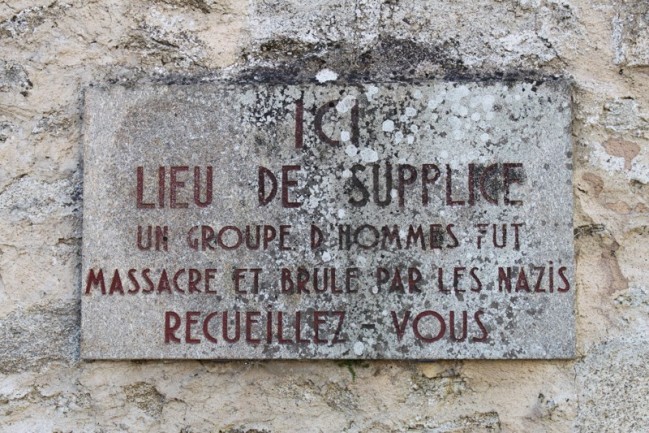 ICI
LIEU DE SUPPLICE
UN GROUPE D'HOMMES FUT
MASSACRE ET BRULE PAR LES NAZIS
RECUEILLEZ-VOUS